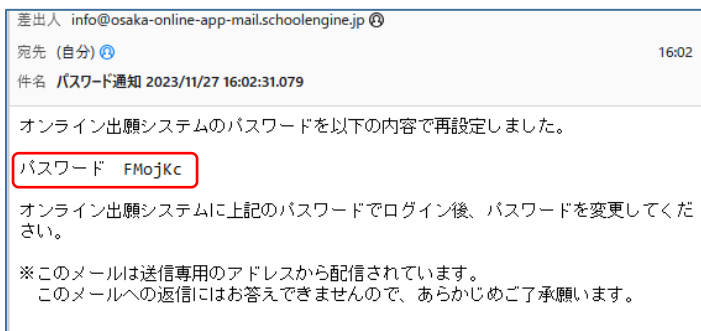 差出人 info@osaka-online-app-mail.schoolengine.jp
宛先 (自分) 16:02
件名 パスワード通知 2023/11/27 16:02:31.079
オンライン出願システムのパスワードを以下の内容で再設定しました。
パスワード FMojKc
オンライン出願システムに上記のパスワードでログイン後、パスワードを変更してくだ
さい。
※このメールは送信専用のアドレスから配信されています。
このメールへの返信にはお答えできませんので、あらかじめご了承願います。